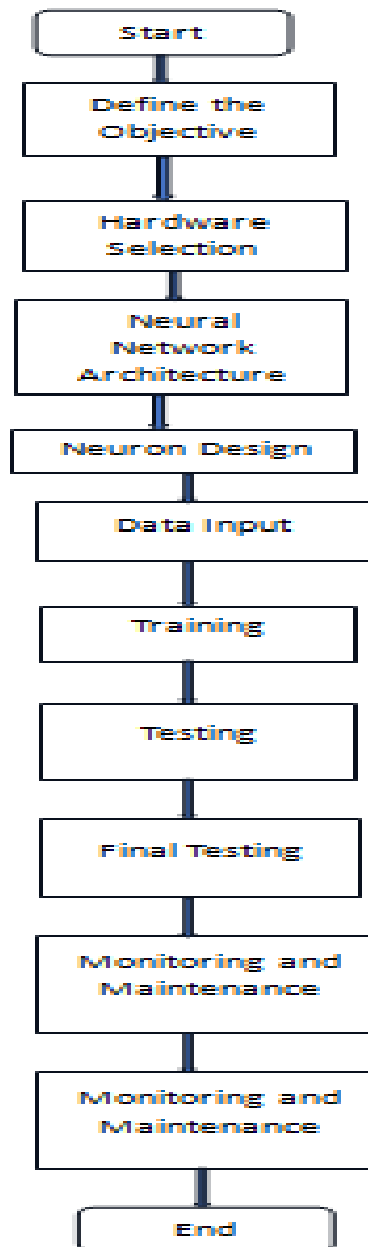 Start
Define the
Objective
Hardware
Selection
Neural
Network
Architecture
Neuron Design
Data Input
Training
Testing
Final Testing
Monitoring and
Maintenance
Monitoring and
Maintenance
End